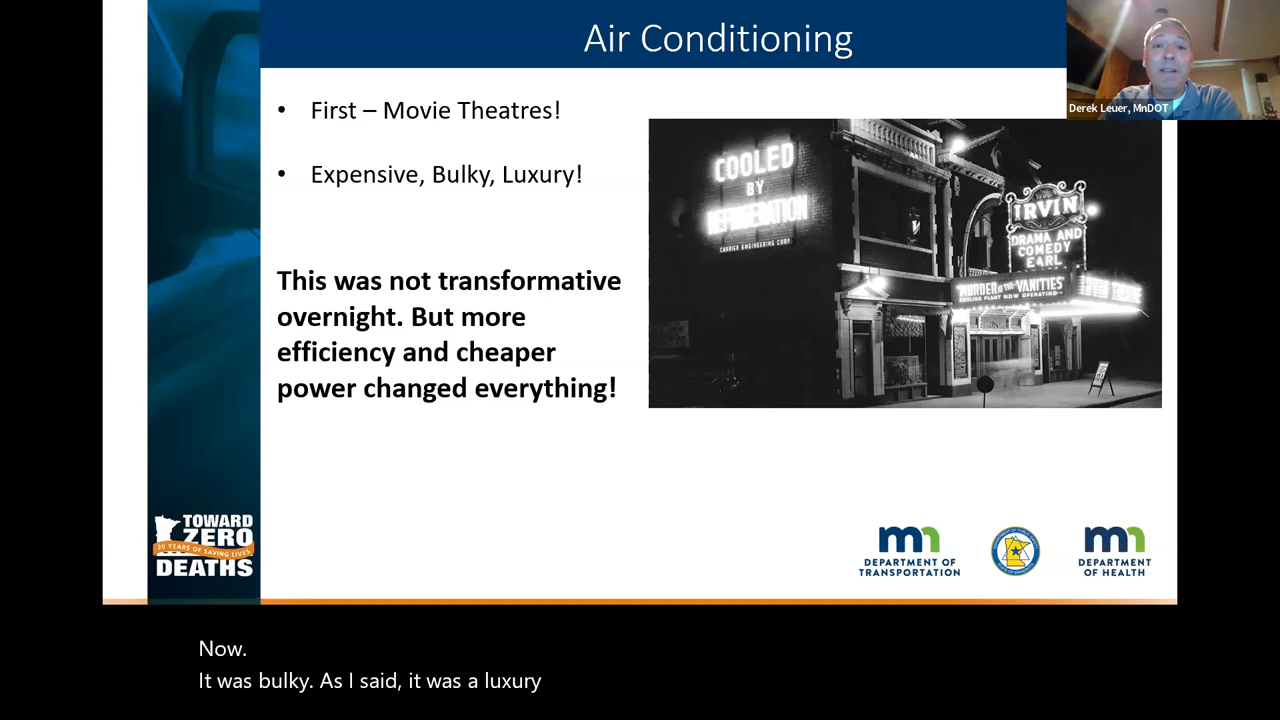 Air Conditioning
Derek Leuer, MnDOT
• First – Movie Theatres!
• Expensive, Bulky, Luxury!
This was not transformative
overnight. But more
efficiency and cheaper
power changed everything!
COOLED
BY
REFRIGERATION
CARRIER ENGINEERING CORP.
IRVIN
DRAMA AND
COMEDY
EARL
MURDER AT THE VANITIES
COOLING PLANT NOW OPERATING
TOWARD
ZERO
20 YEARS OF SAVING LIVES
DEATHS
DEPARTMENT OF
TRANSPORTATION
DEPARTMENT
OF HEALTH
Now.
It was bulky. As I said, it was a luxury